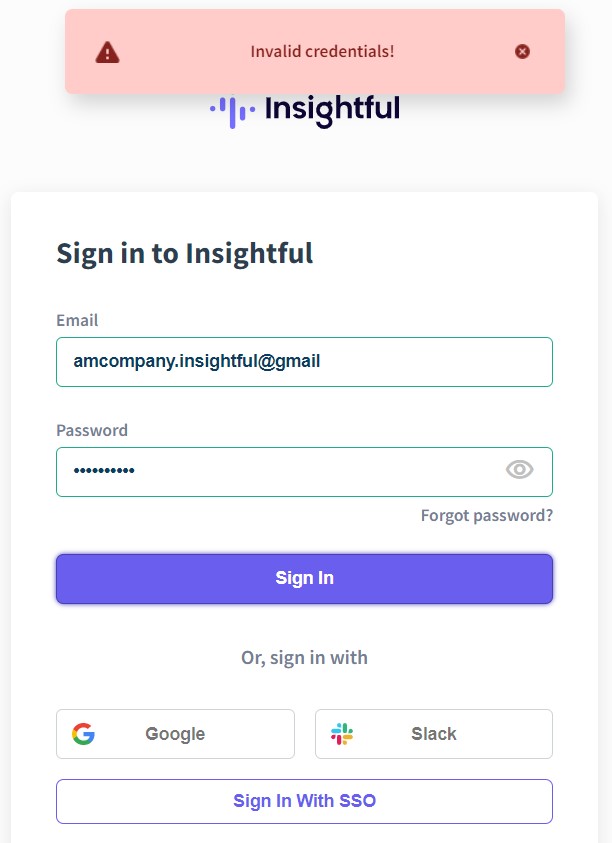 Invalid credentials!
Insightful
Sign in to Insightful
Email
amcompany.insightful@gmail
Password
••••••••••
Forgot password?
Sign In
Or, sign in with
Google
Slack
Sign In With SSO